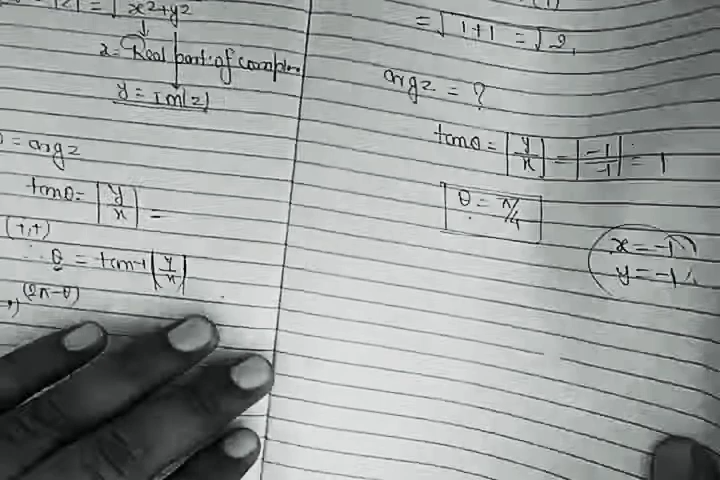 |z| = √x²+y²
x = Real part of complex
y = Im(z)
θ = arg z
tanθ = |y/x| =
(+,+)
∴ θ = tan-1 |y/x|
(2π-θ)
(1)
= √1+1 = √2,
arg z = ?
tanθ = |y/x| = |-1/-1| = 1
θ = π/4
x = -1
y = -1